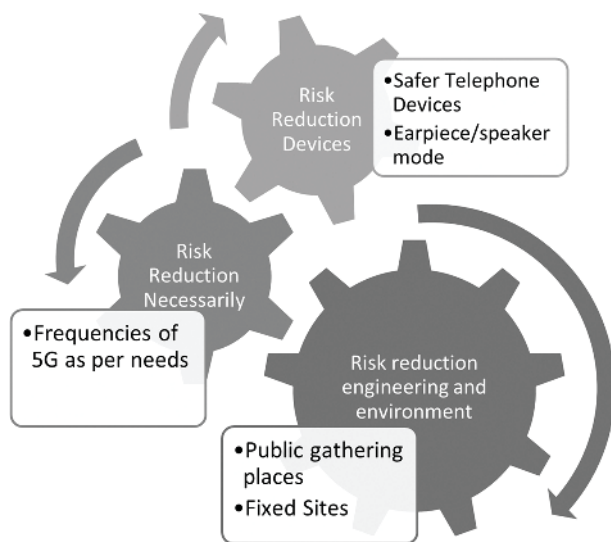 Risk
Reduction
Devices
•Safer Telephone
Devices
•Earpiece/speaker
mode
Risk
Reduction
Necessarily
•Frequencies of
5G as per needs
Risk reduction
engineering and
environment
•Public gathering
places
•Fixed Sites